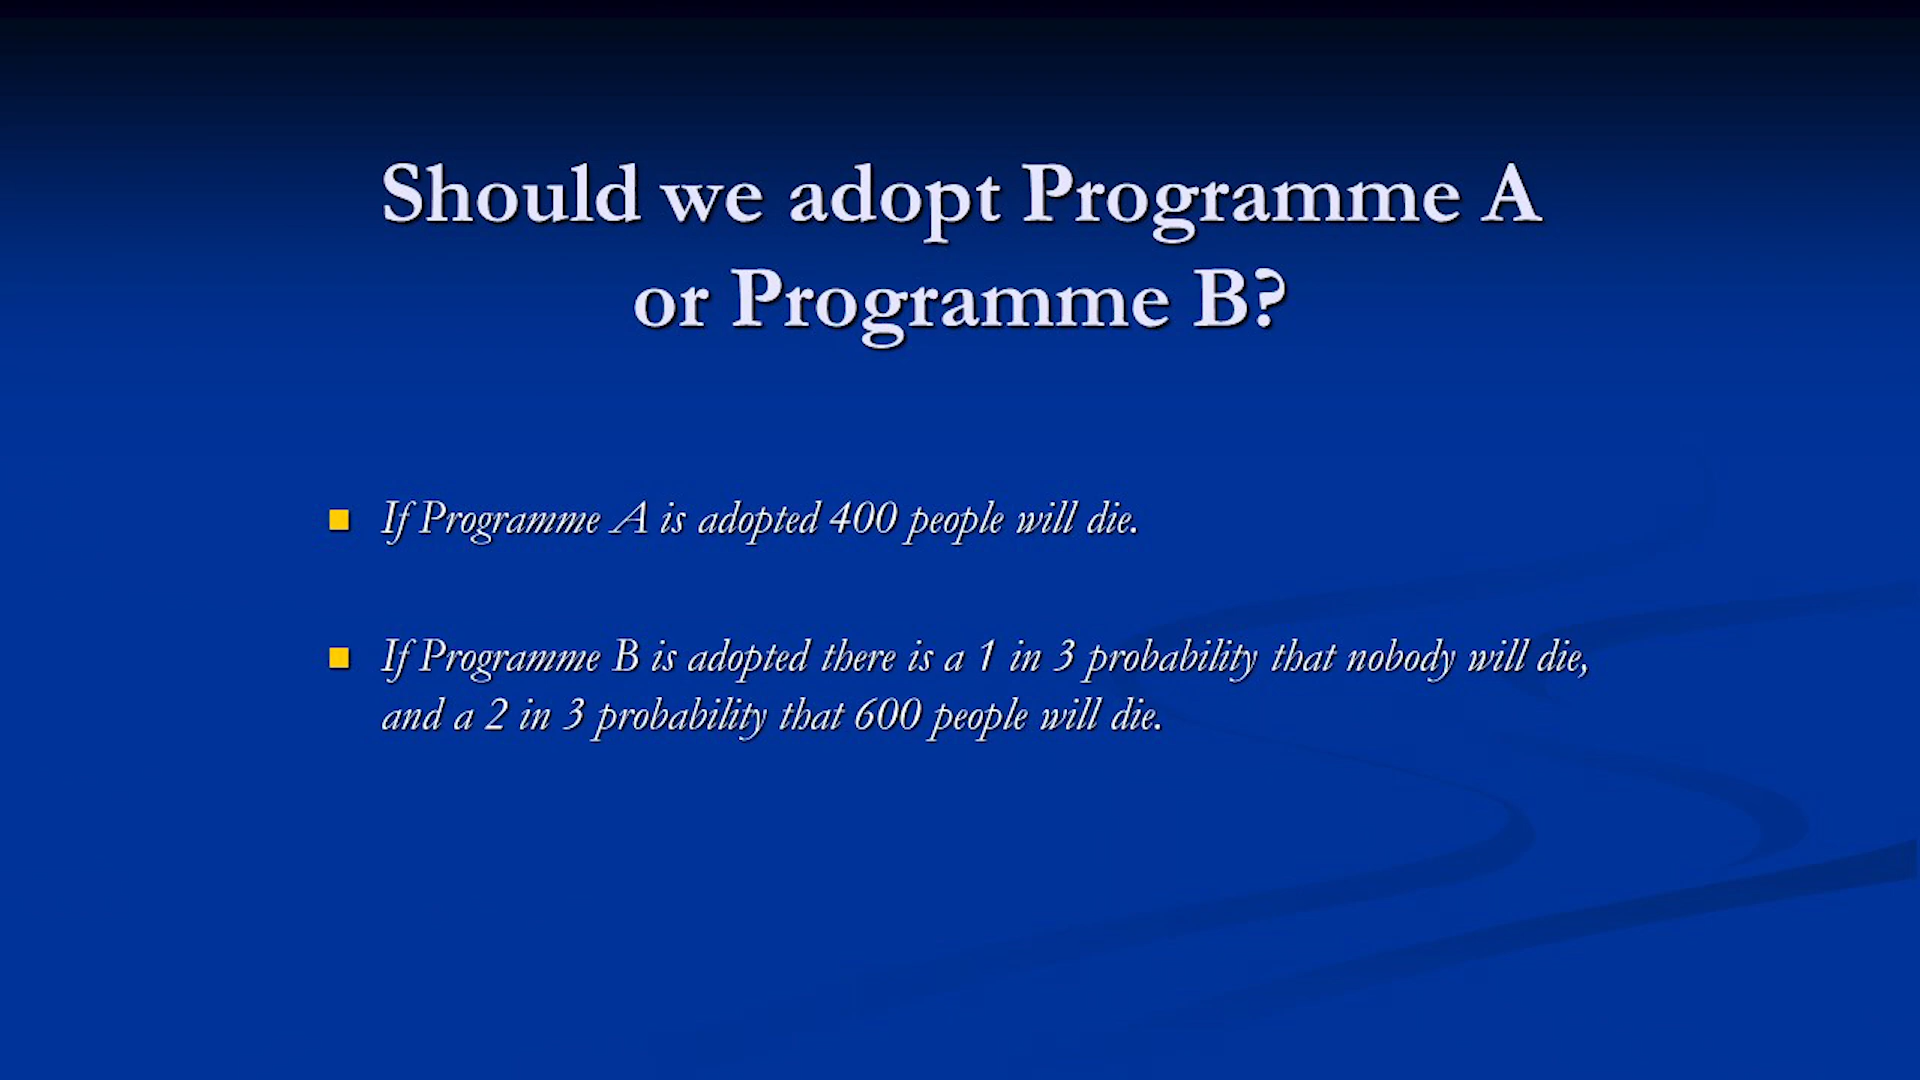 Should we adopt Programme A
or Programme B?
If Programme A is adopted 400 people will die.
If Programme B is adopted there is a 1 in 3 probability that nobody will die,
and a 2 in 3 probability that 600 people will die.